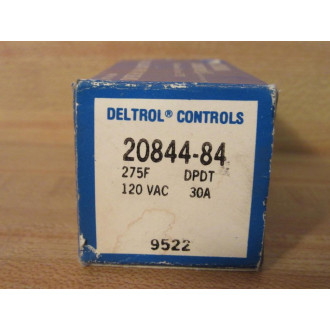 DELTROL® CONTROLS
20844-84
275F DPDT
120 VAC 30A
9522